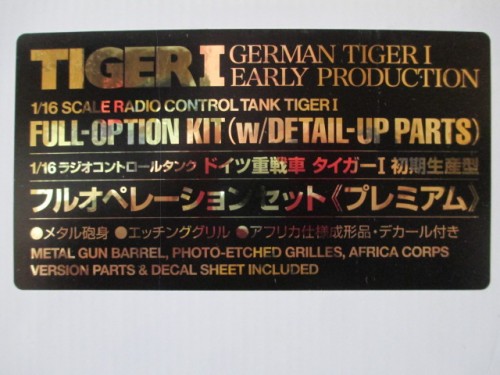 TIGER I GERMAN TIGER I
EARLY PRODUCTION
1/16 SCALE RADIO CONTROL TANK TIGER I
FULL-OPTION KIT (w/DETAIL-UP PARTS)
1/16 ラジオコントロールタンク ドイツ重戦車 タイガーI 初期生産型
フルオペレーションセット《プレミアム》
●メタル砲身 ●エッチンググリル ●アフリカ仕様成形品・デカール付き
METAL GUN BARREL, PHOTO-ETCHED GRILLES, AFRICA CORPS
VERSION PARTS & DECAL SHEET INCLUDED